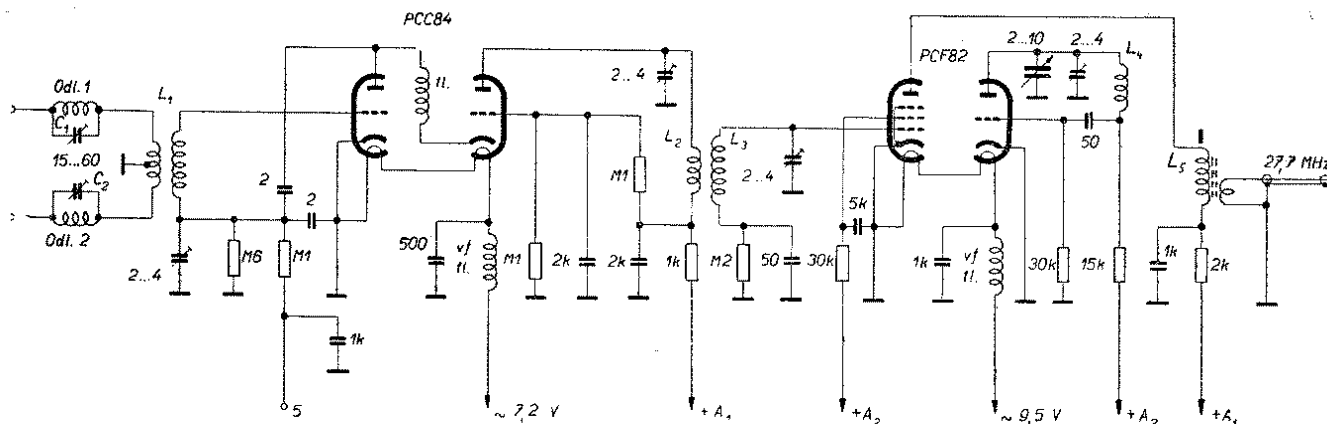 PCC84
PCF82
Odl. 1
C1
15...60
C2
Odl. 2
L1
2...4
M6
M1
2
2
1k
5
tl.
500
vf
tl.
~ 7,2 V
M1
2k
2k
M1
2...4
L2
1k
+A1
L3
M2
50
2...4
30k
+A2
5k
1k
vf
tl.
~ 9,5 V
30k
15k
50
+A2
2...10
2...4
L4
L5
1k
2k
+A1
27,7 MHz